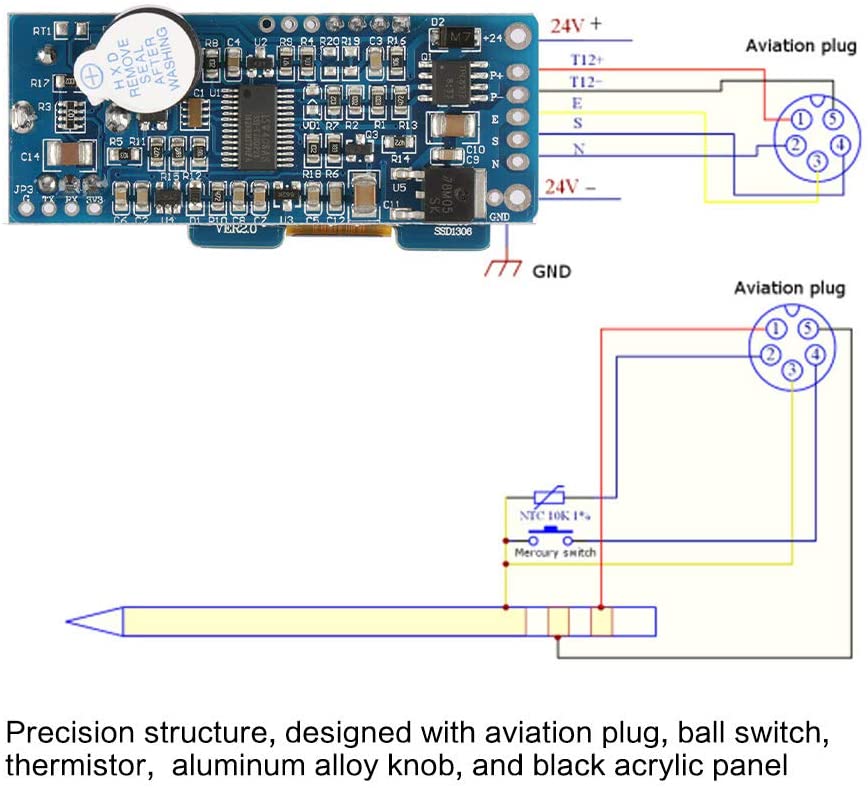 24V +
RT1
D2
M7
+24
Aviation plug
HXD
REMOVE
SEAL
AFTER
WASHING
R8
C4
U2
R9
R4
R20
R19
C3
R16
Q1
T12+
P+
R17
T12-
P-
C1
U1
E
E
1
5
R3
VD1
R7
R2
R1
R13
S
S
2
4
Q3
3
R5
R11
N
N
C14
R14
C10
C9
R15
R12
R18
R6
U5
78M05
24V -
JP3
G
TX
RX
3V3
C11
C6
U4
R10
C8
C2
U3
C5
C12
GND
VER2.0
SSD1306
GND
Aviation plug
1
5
2
4
3
NTC 10K 1%
Mercury switch
Precision structure, designed with aviation plug, ball switch,
thermistor, aluminum alloy knob, and black acrylic panel